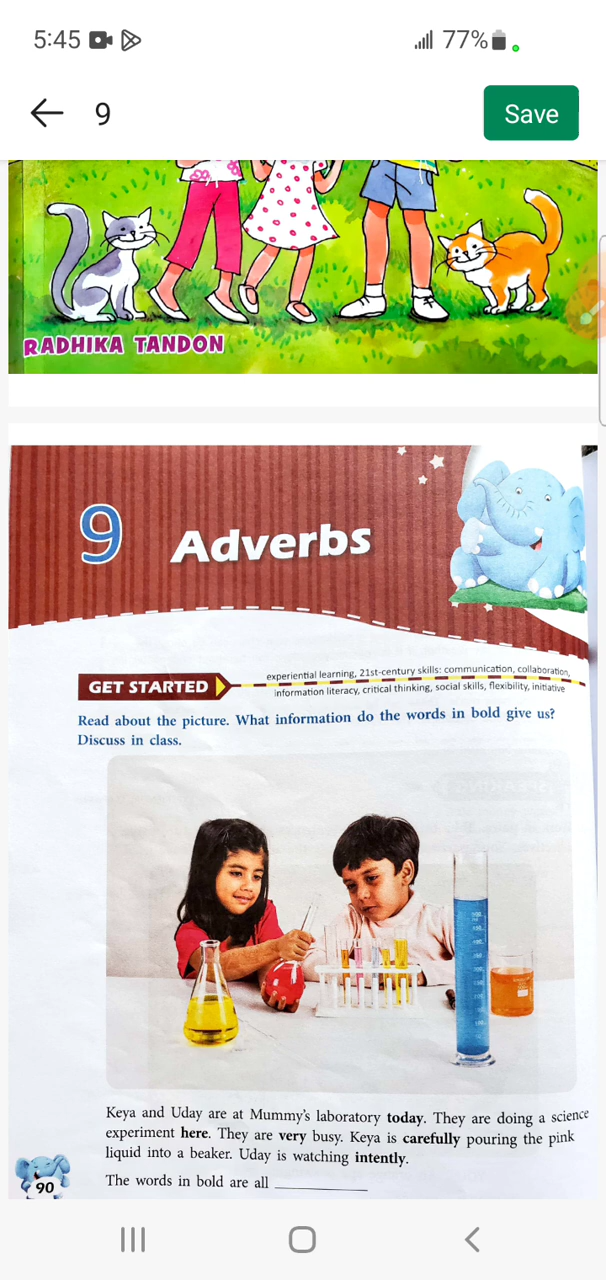 5:45 77%
9 Save
RADHIKA TANDON
9 Adverbs
GET STARTED
experiential learning, 21st-century skills: communication, collaboration,
information literacy, critical thinking, social skills, flexibility, initiative
Read about the picture. What information do the words in bold give us?
Discuss in class.
Keya and Uday are at Mummy's laboratory today. They are doing a science
experiment here. They are very busy. Keya is carefully pouring the pink
liquid into a beaker. Uday is watching intently.
The words in bold are all ____________
90